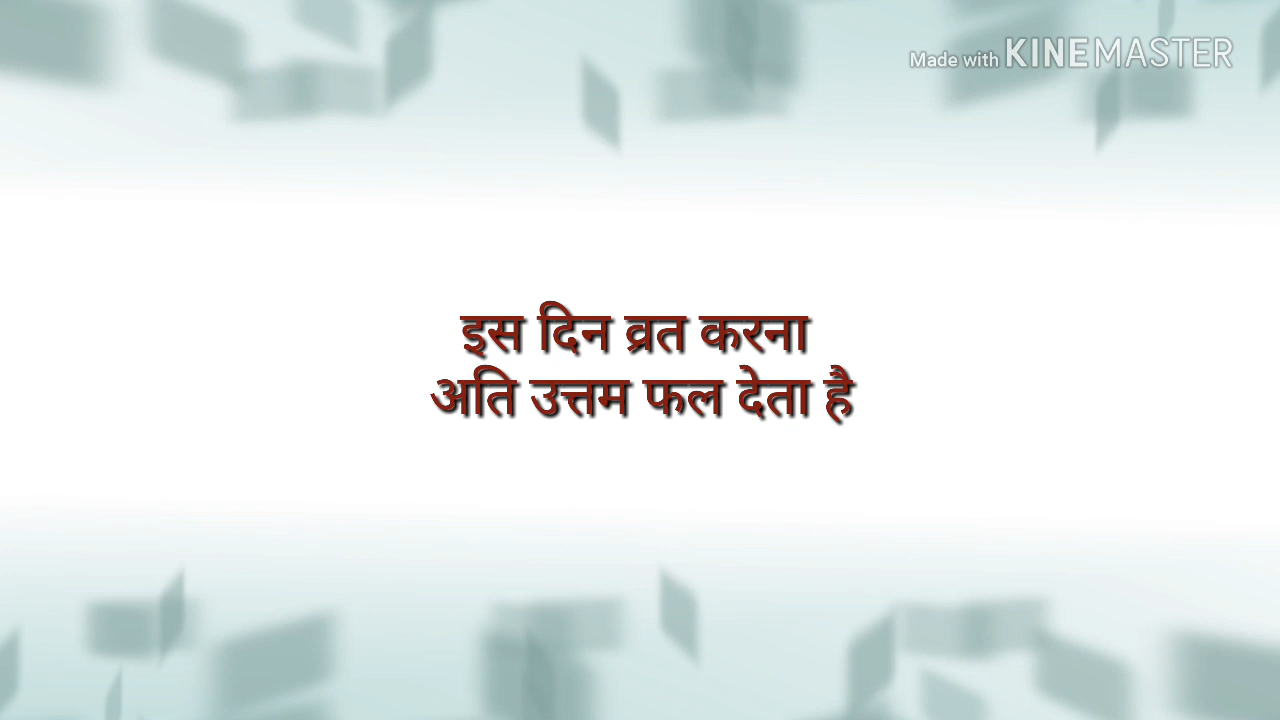 Made with KINEMASTER
इस दिन व्रत करना
अति उत्तम फल देता है